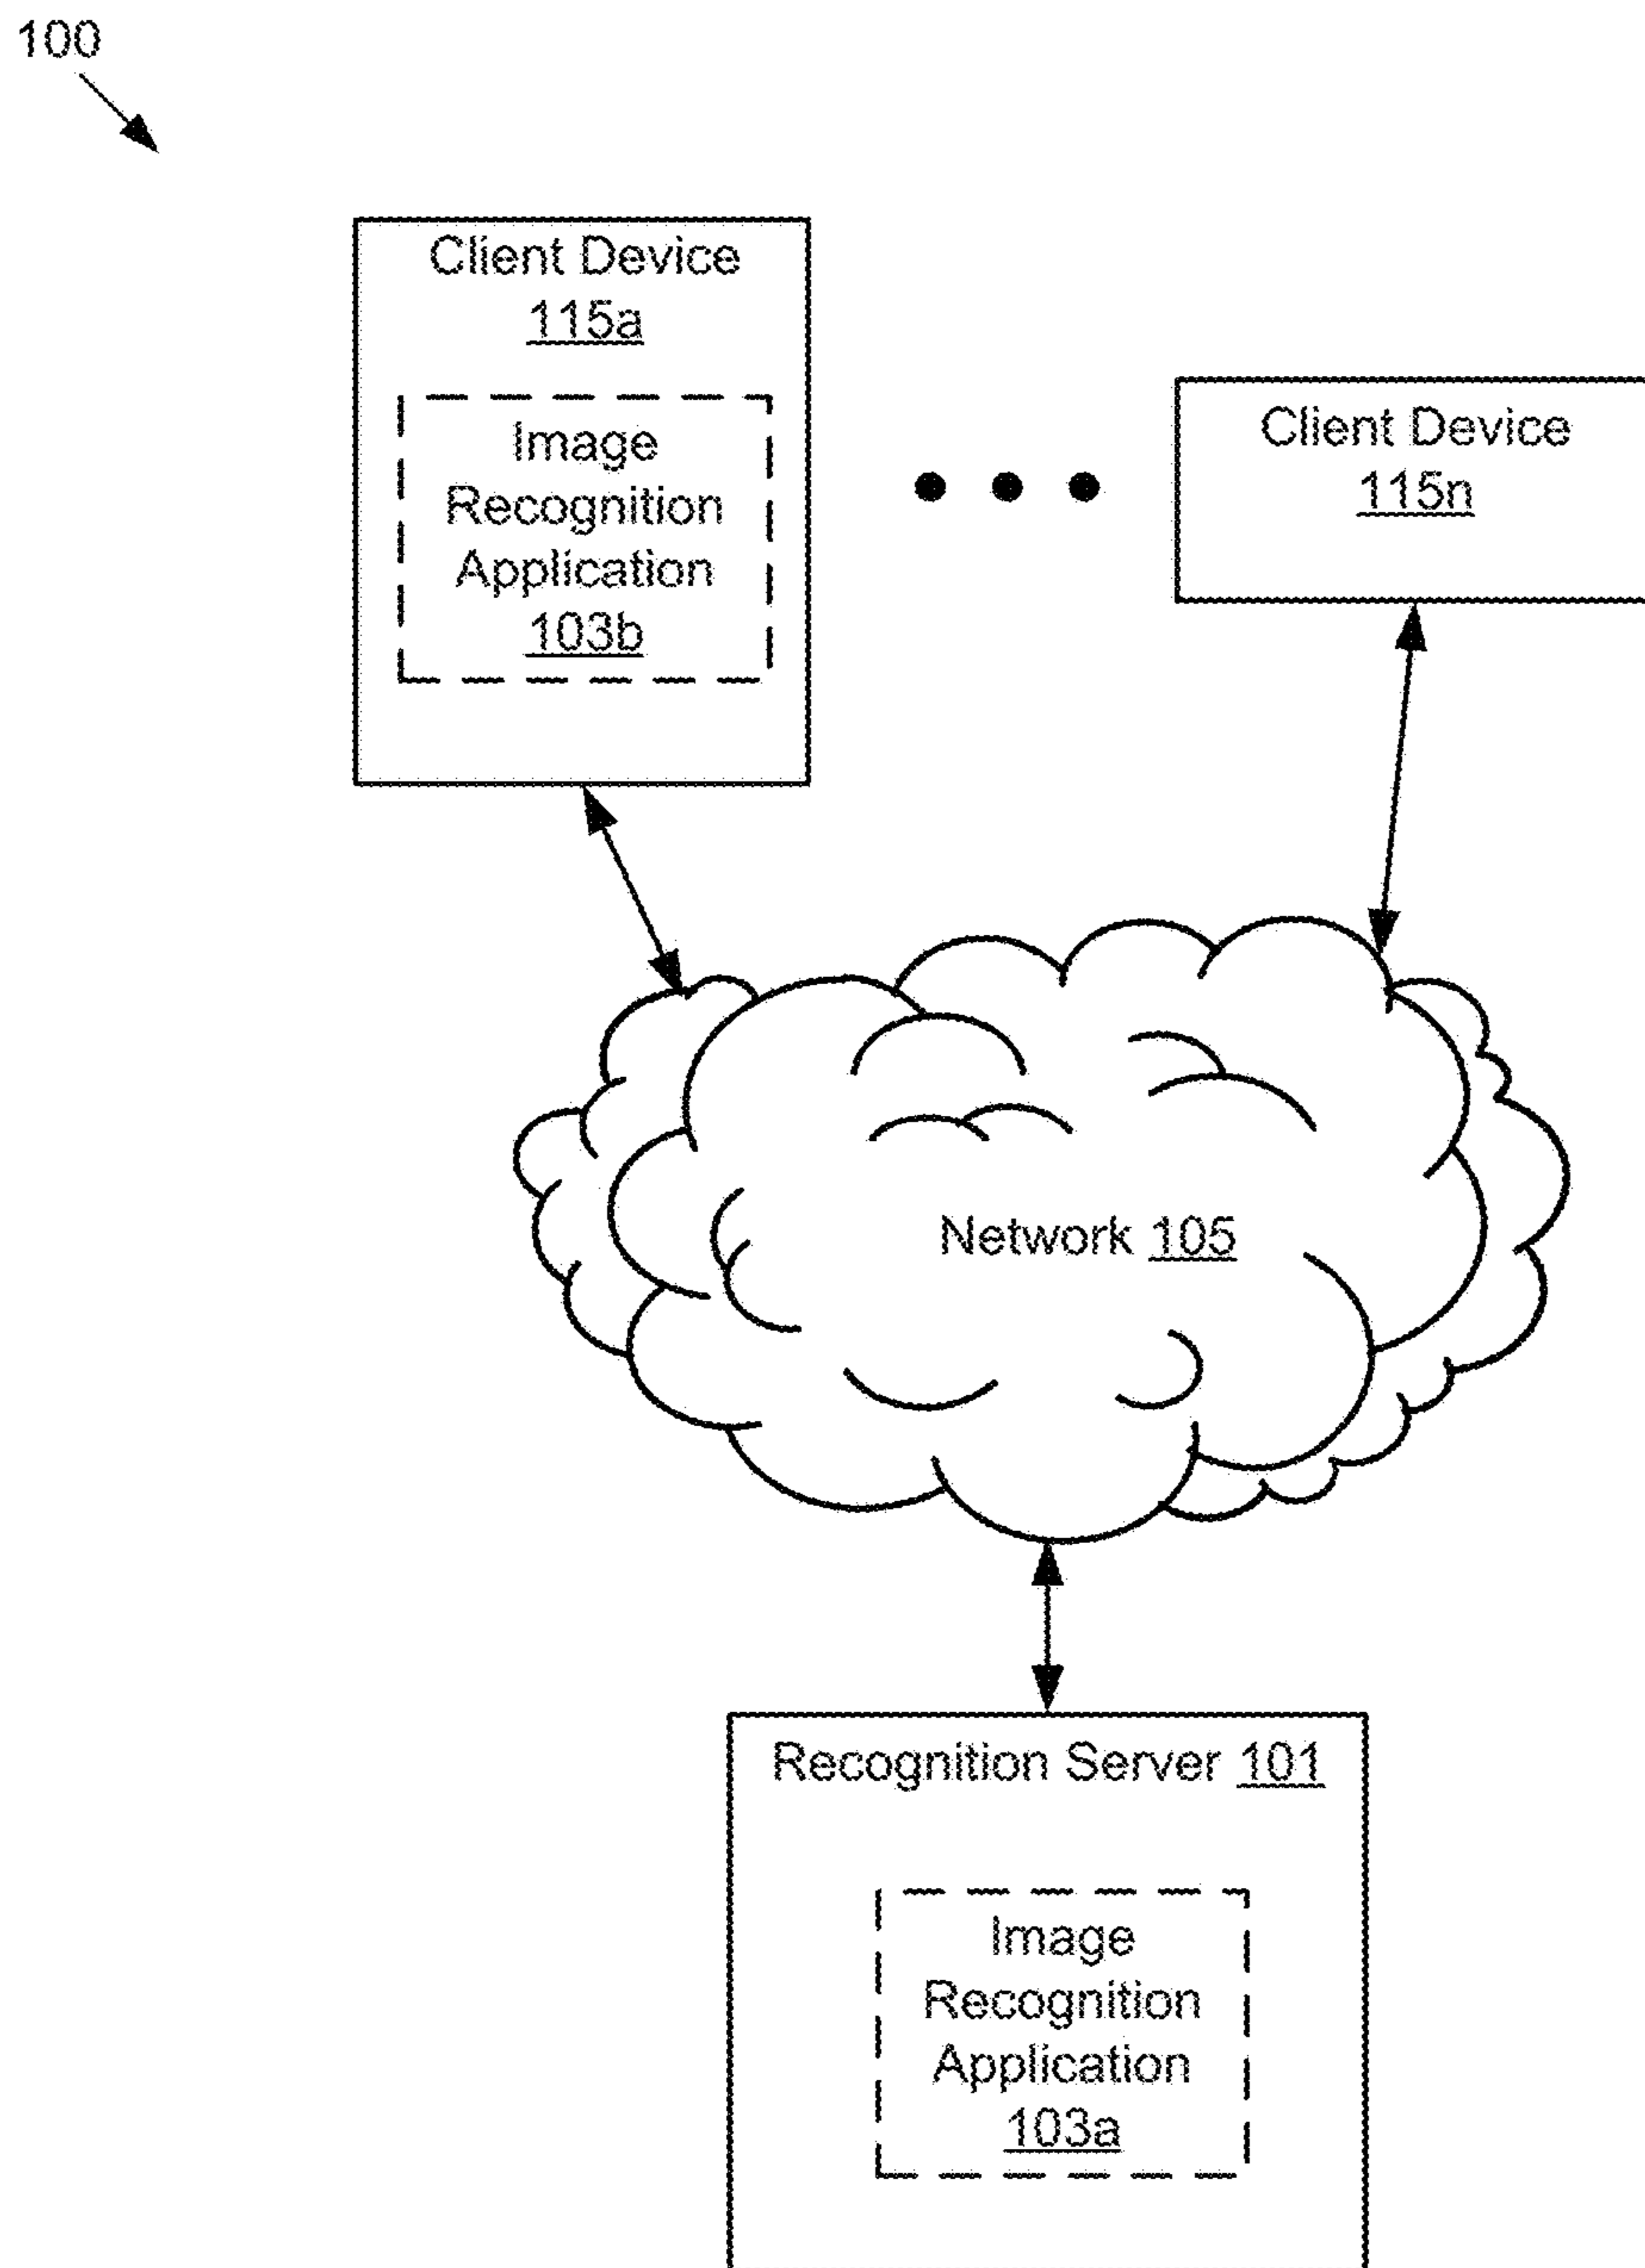 100
Client Device
115a
Image
Recognition
Application
103b
Client Device
115n
Network 105
Recognition Server 101
Image
Recognition
Application
103a